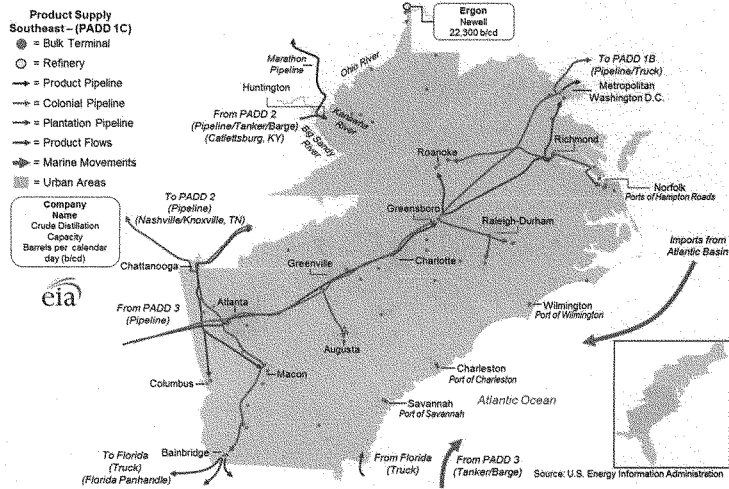 Product Supply
Southeast – (PADD 1C)
= Bulk Terminal
= Refinery
= Product Pipeline
= Colonial Pipeline
= Plantation Pipeline
= Product Flows
= Marine Movements
= Urban Areas
Company
Name
Crude Distillation
Capacity
Barrels per calendar
day (b/cd)
eia
Ergon
Newell
22,300 b/cd
Marathon
Pipeline
Ohio River
Huntington
Kanawha
River
From PADD 2
(Pipeline/Tanker/Barge)
(Catlettsburg, KY)
Big Sandy
River
To PADD 1B
(Pipeline/Truck)
Metropolitan
Washington D.C.
Richmond
Roanoke
Norfolk
Ports of Hampton Roads
To PADD 2
(Pipeline)
(Nashville/Knoxville, TN)
Greensboro
Raleigh-Durham
Chattanooga
Greenville
Charlotte
Imports from
Atlantic Basin
From PADD 3
(Pipeline)
Atlanta
Wilmington
Port of Wilmington
Augusta
Columbus
Macon
Charleston
Port of Charleston
Savannah
Port of Savannah
Atlantic Ocean
Bainbridge
To Florida
(Truck)
(Florida Panhandle)
From Florida
(Truck)
From PADD 3
(Tanker/Barge)
Source: U.S. Energy Information Administration